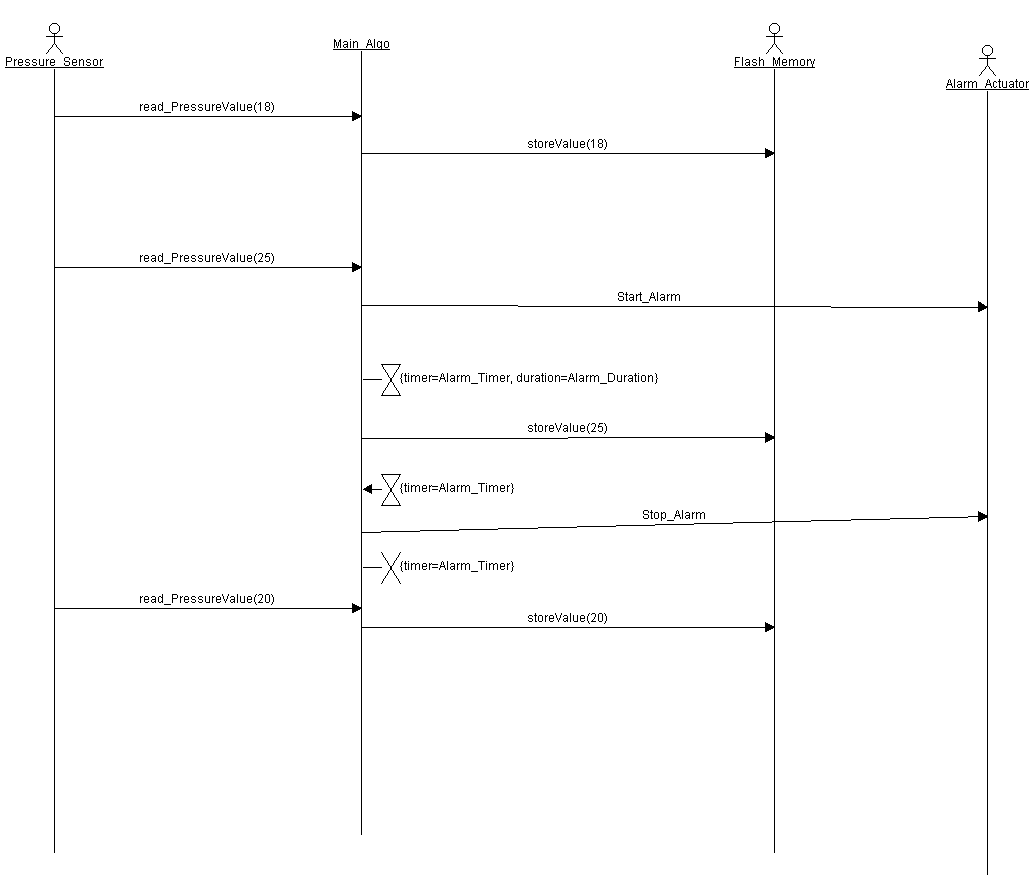 Pressure_Sensor
Main_Algo
Flash_Memory
Alarm_Actuator
read_PressureValue(18)
storeValue(18)
read_PressureValue(25)
Start_Alarm
{timer=Alarm_Timer, duration=Alarm_Duration}
storeValue(25)
{timer=Alarm_Timer}
Stop_Alarm
{timer=Alarm_Timer}
read_PressureValue(20)
storeValue(20)